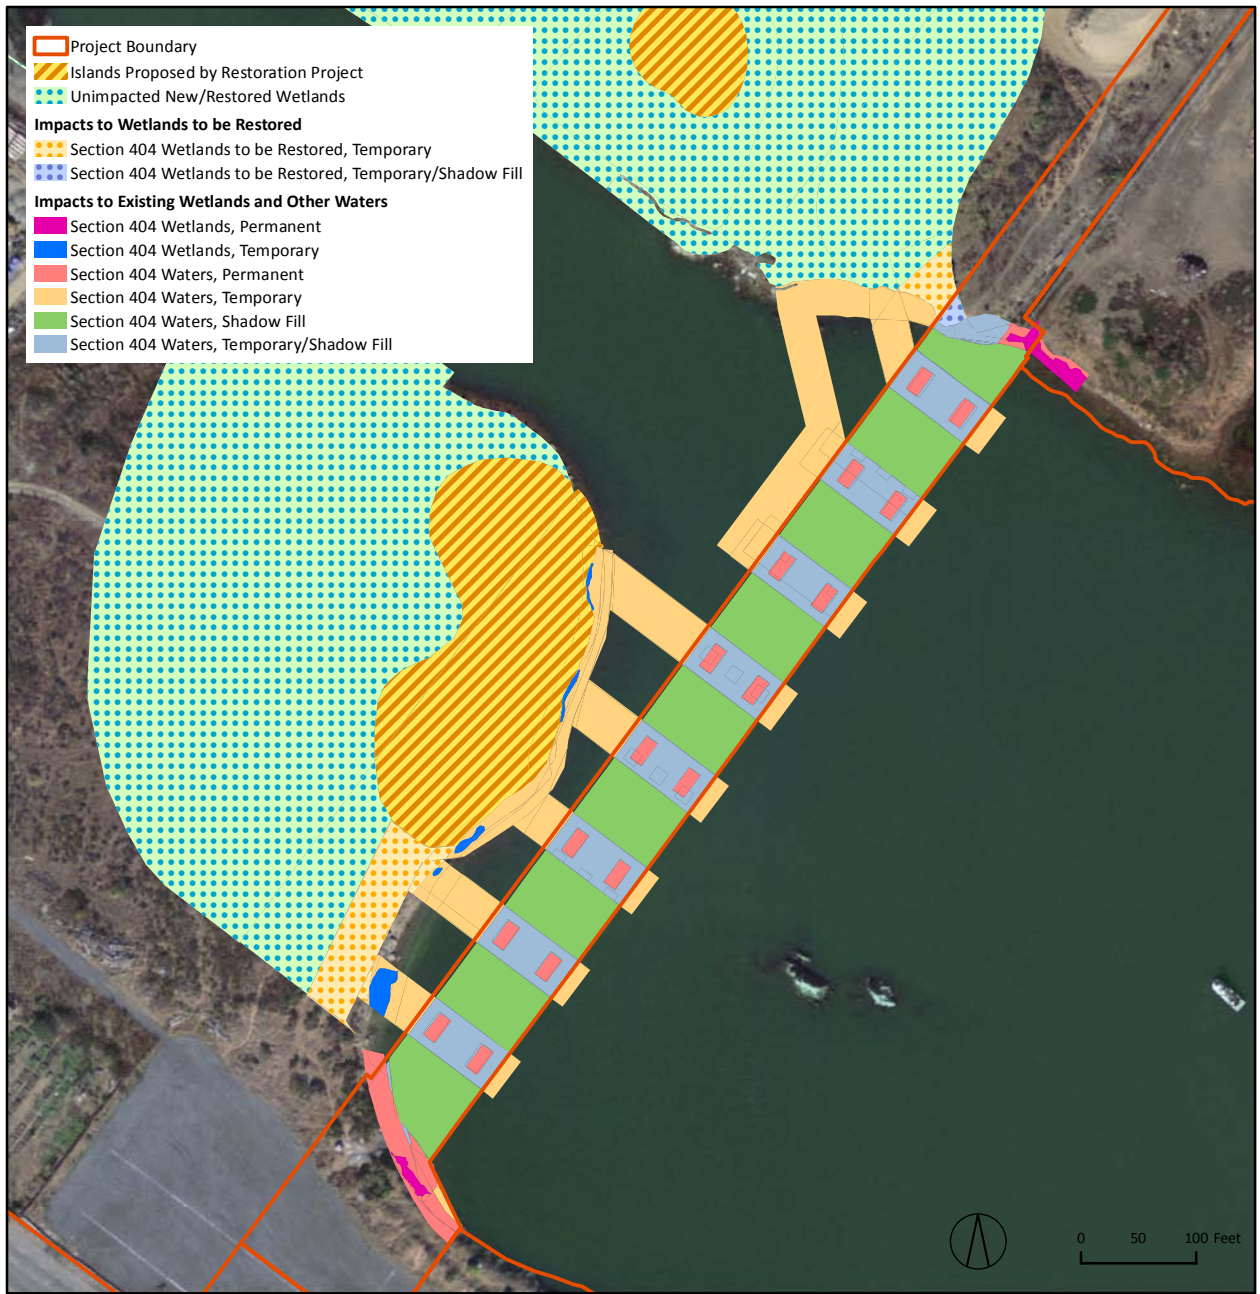 Project Boundary
Islands Proposed by Restoration Project
Unimpacted New/Restored Wetlands
Impacts to Wetlands to be Restored
Section 404 Wetlands to be Restored, Temporary
Section 404 Wetlands to be Restored, Temporary/Shadow Fill
Impacts to Existing Wetlands and Other Waters
Section 404 Wetlands, Permanent
Section 404 Wetlands, Temporary
Section 404 Waters, Permanent
Section 404 Waters, Temporary
Section 404 Waters, Shadow Fill
Section 404 Waters, Temporary/Shadow Fill
0 50 100 Feet